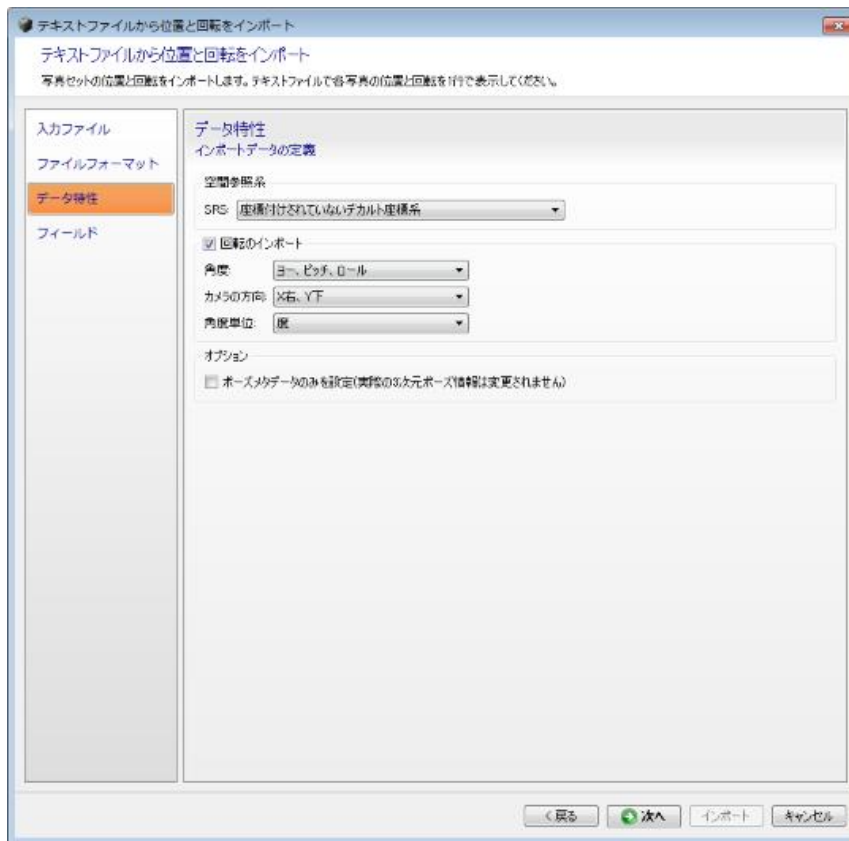 テキストファイルから位置と回転をインポート
テキストファイルから位置と回転をインポート
写真セットの位置と回転をインポートします。テキストファイルで各写真の位置と回転を1行で表示してください。
入力ファイル
ファイルフォーマット
データ特性
フィールド
データ特性
インポートデータの定義
空間参照系
SRS: 座標付けされていないデカルト座標系
回転のインポート
角度: ヨー、ピッチ、ロール
カメラの方向: X右、Y下
角度単位: 度
オプション
ポーズメタデータのみを設定(実際の3次元ポーズ情報は変更されません)
< 戻る 次へ インポート キャンセル